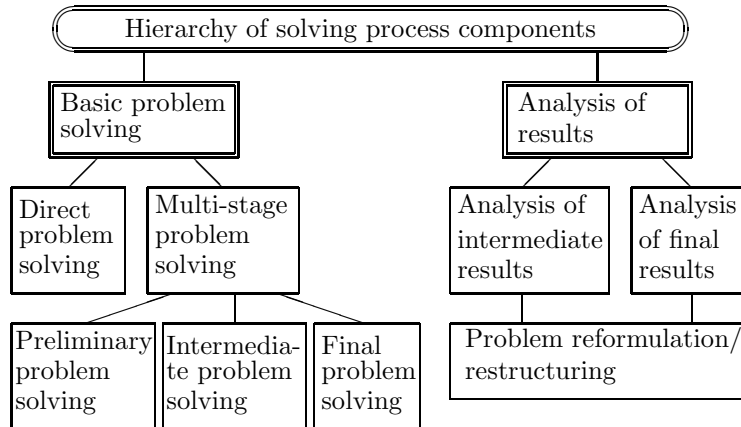 Hierarchy of solving process components
Basic problem
solving
Analysis of
results
Direct
problem
solving
Multi-stage
problem
solving
Analysis of
intermediate
results
Analysis
of final
results
Preliminary
problem
solving
Intermedia-
te problem
solving
Final
problem
solving
Problem reformulation/
restructuring